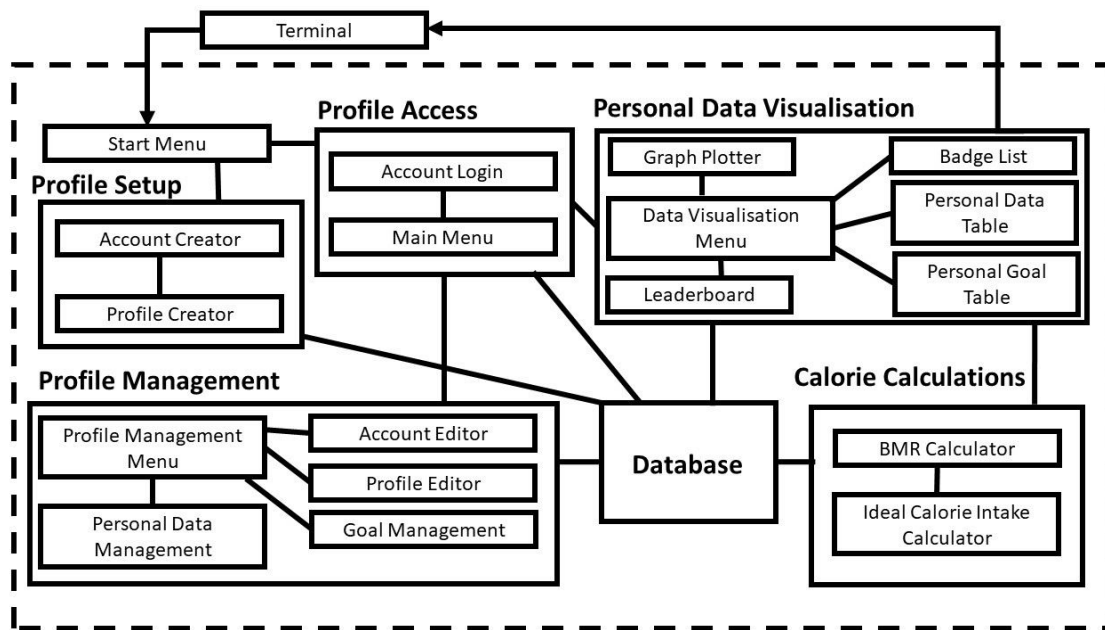 Terminal
Profile Access
Personal Data Visualisation
Start Menu
Graph Plotter
Badge List
Account Login
Profile Setup
Data Visualisation
Menu
Personal Data
Table
Account Creator
Main Menu
Leaderboard
Personal Goal
Table
Profile Creator
Profile Management
Calorie Calculations
Profile Management
Menu
Account Editor
Database
BMR Calculator
Profile Editor
Personal Data
Management
Goal Management
Ideal Calorie Intake
Calculator